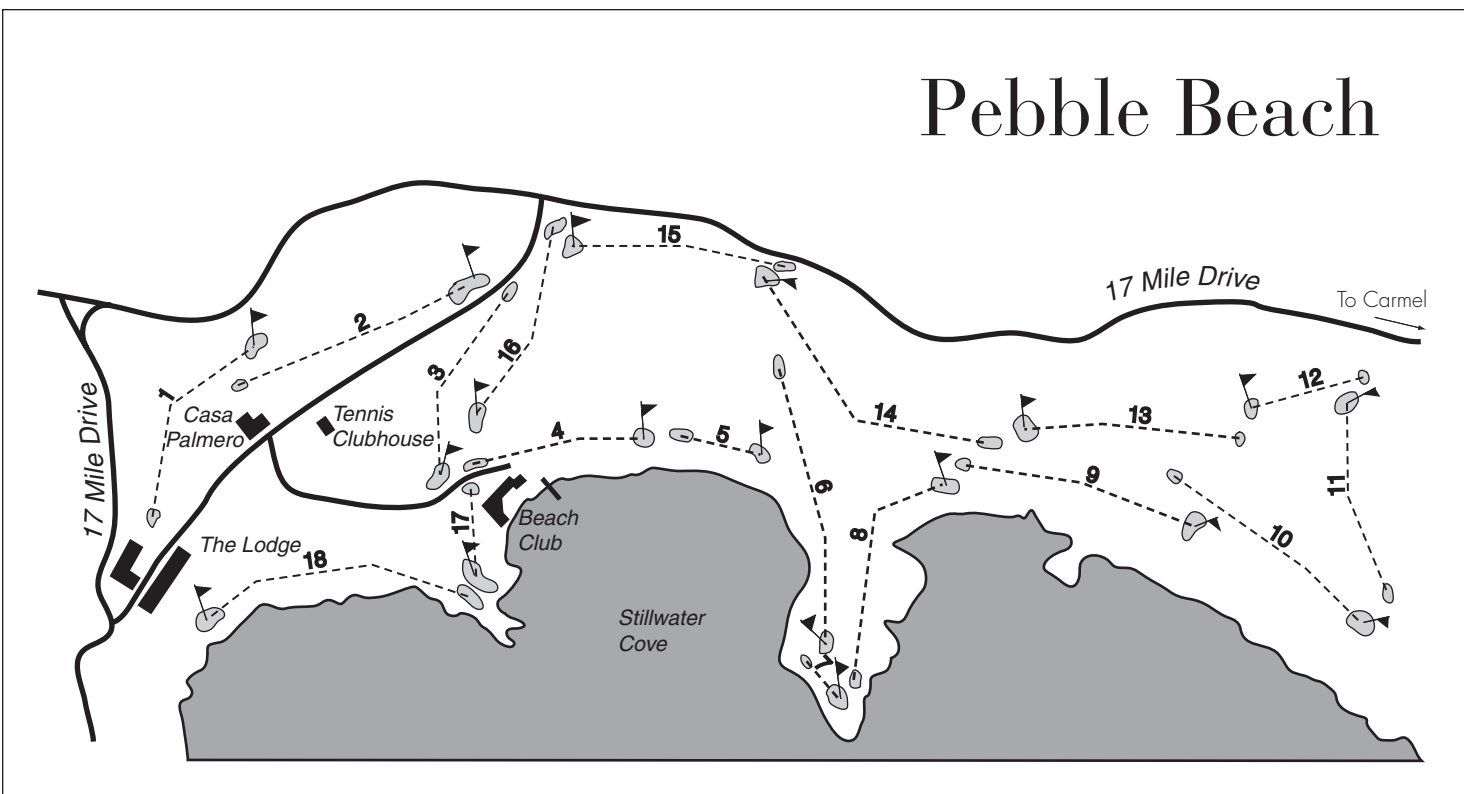 Pebble Beach
17 Mile Drive
To Carmel
15
2
16
3
1
12
Casa
Palmero
Tennis
Clubhouse
14
13
4
5
17 Mile Drive
9
11
6
17
Beach
Club
8
10
The Lodge
18
Stillwater
Cove
7